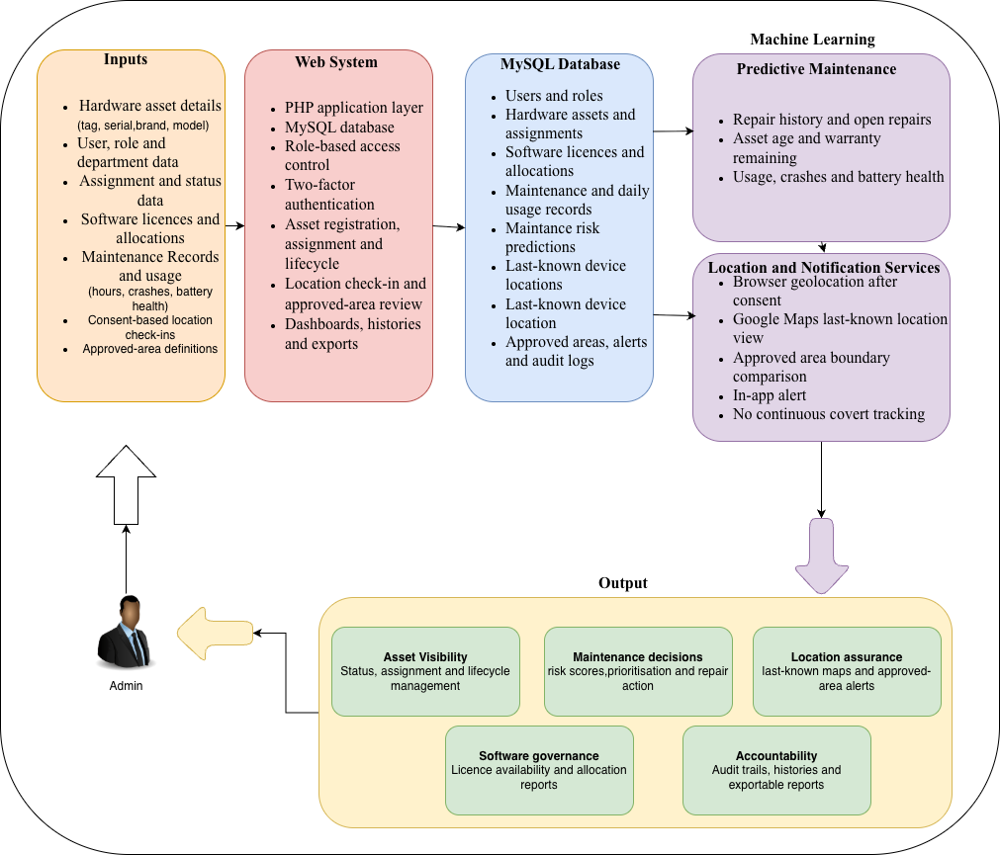 Inputs
Hardware asset details
(tag, serial,brand, model)
User, role and
department data
Assignment and status
data
Software licences and
allocations
Maintenance Records
and usage
(hours, crashes, battery
health)
Consent-based location
check-ins
Approved-area definitions
Web System
PHP application layer
MySQL database
Role-based access
control
Two-factor
authentication
Asset registration,
assignment and
lifecycle
Location check-in and
approved-area review
Dashboards, histories
and exports
MySQL Database
Users and roles
Hardware assets and
assignments
Software licences and
allocations
Maintenance and daily
usage records
Maintance risk
predictions
Last-known device
locations
Last-known device
location
Approved areas, alerts
and audit logs
Machine Learning
Predictive Maintenance
Repair history and open repairs
Asset age and warranty
remaining
Usage, crashes and battery health
Location and Notification Services
Browser geolocation after
consent
Google Maps last-known location
view
Approved area boundary
comparison
In-app alert
No continuous covert tracking
Admin
Output
Asset Visibility
Status, assignment and lifecycle
management
Maintenance decisions
risk scores,prioritisation and repair
action
Location assurance
last-known maps and approved-
area alerts
Software governance
Licence availability and allocation
reports
Accountability
Audit trails, histories and
exportable reports